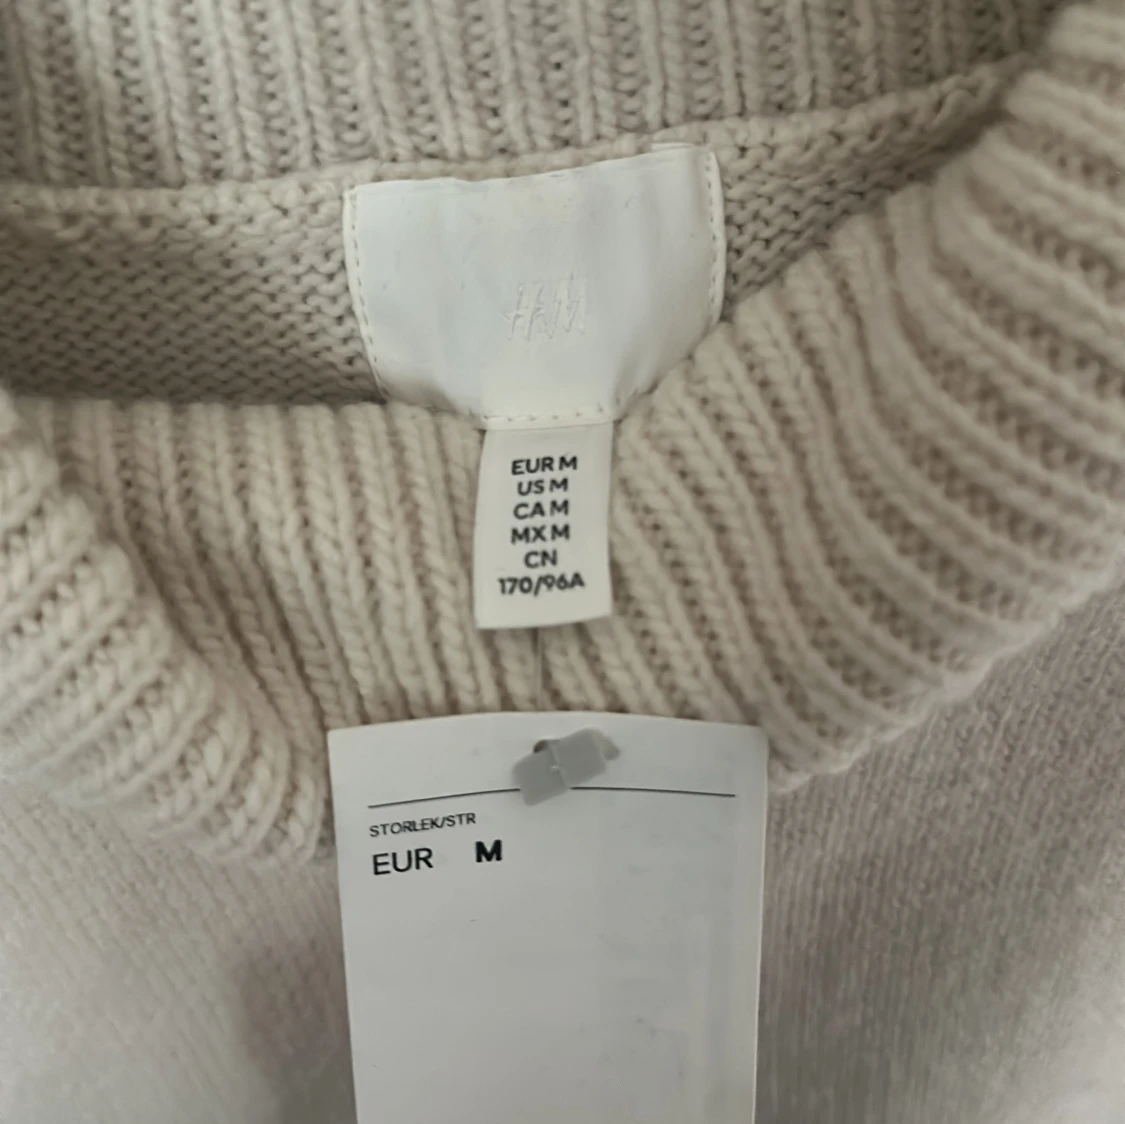 H&M
EUR M
US M
CA M
MX M
CN
170/96A
STORLEK/STR
EUR M